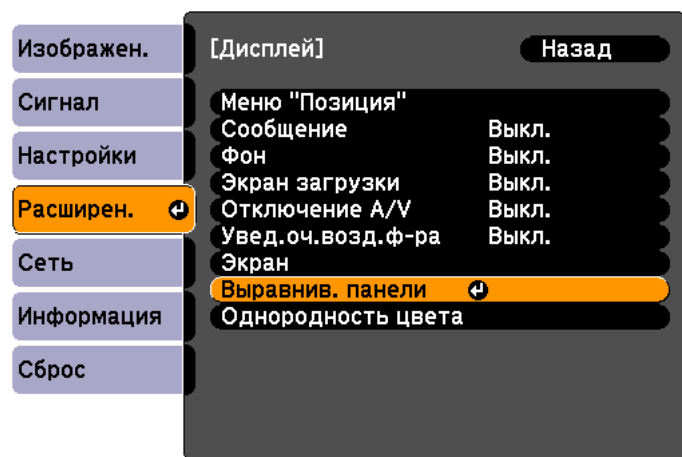 Изображен.
Сигнал
Настройки
Расширен.
Сеть
Информация
Сброс
[Дисплей] Назад
Меню "Позиция"
Сообщение Выкл.
Фон Выкл.
Экран загрузки Выкл.
Отключение A/V Выкл.
Увед.оч.возд.ф-ра Выкл.
Экран
Выравнив. панели
Однородность цвета